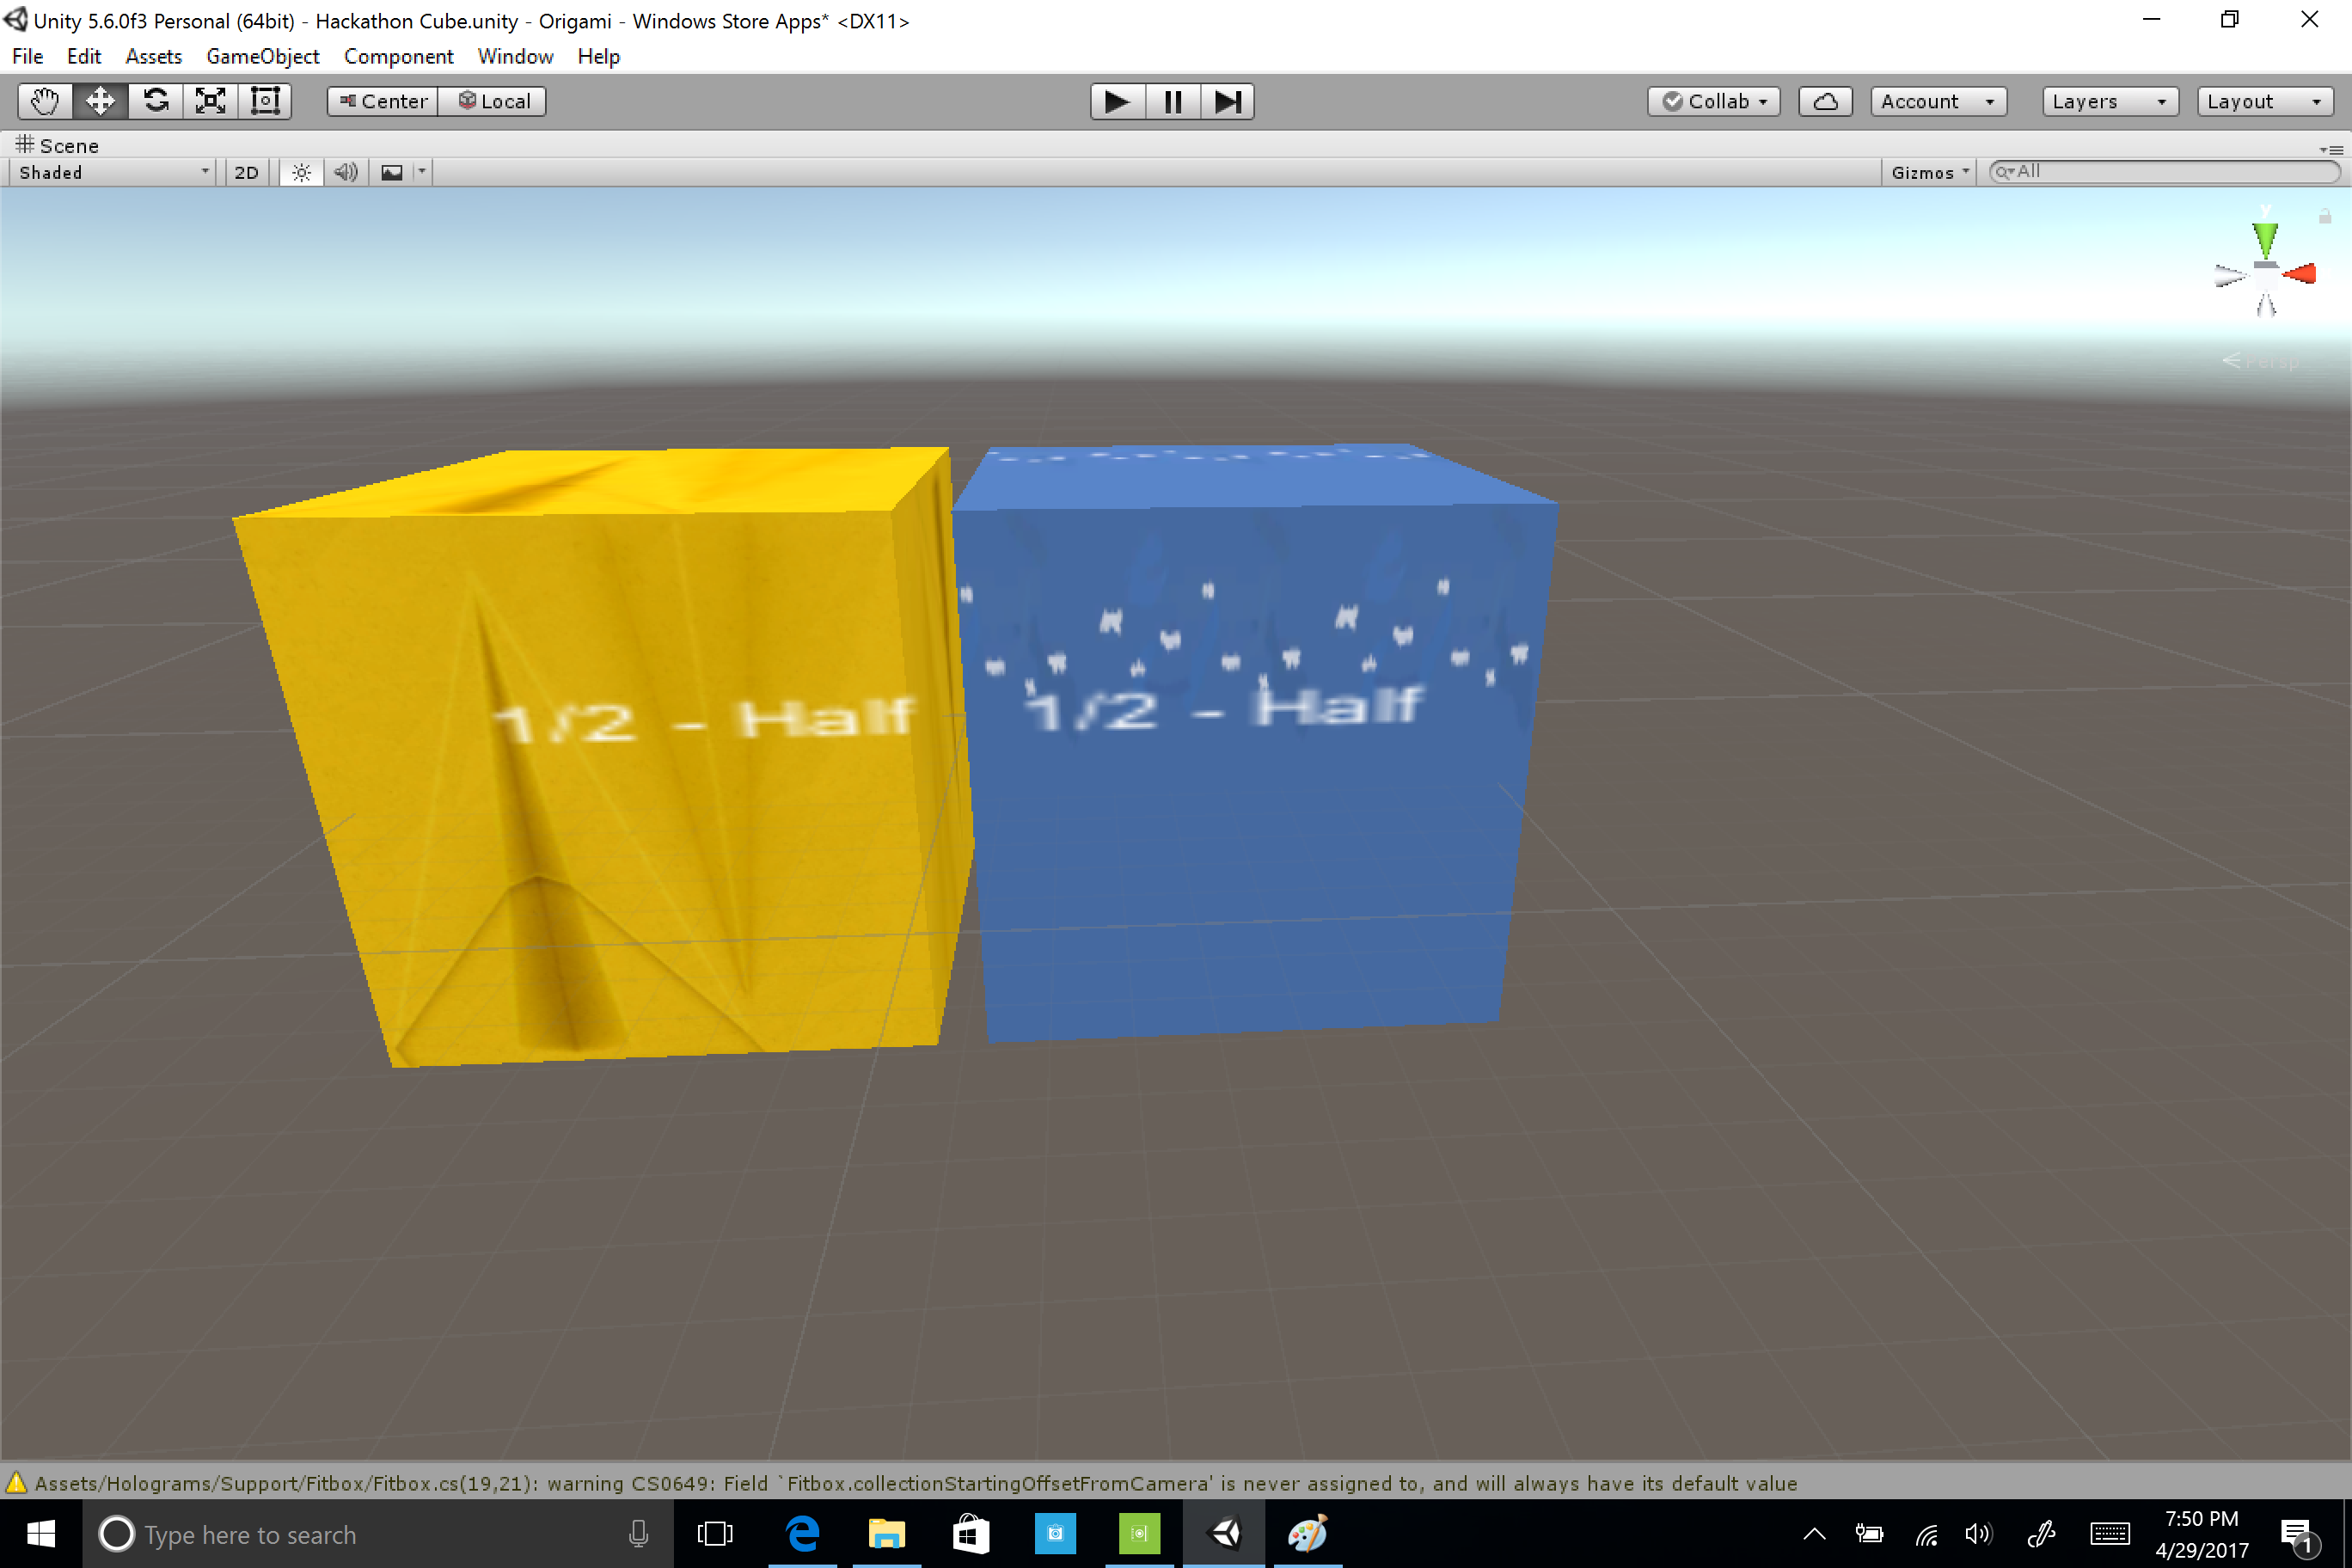 Unity 5.6.0f3 Personal (64bit) - Hackathon Cube.unity - Origami - Windows Store Apps* <DX11>
File Edit Assets GameObject Component Window Help
Center Local Collab Account Layers Layout
Scene
Shaded 2D Gizmos All
y
Persp
1/2 - Half 1/2 - Half
Assets/Holograms/Support/Fitbox/Fitbox.cs(19,21): warning CS0649: Field `Fitbox.collectionStartingOffsetFromCamera' is never assigned to, and will always have its default value
Type here to search
7:50 PM
4/29/2017
1